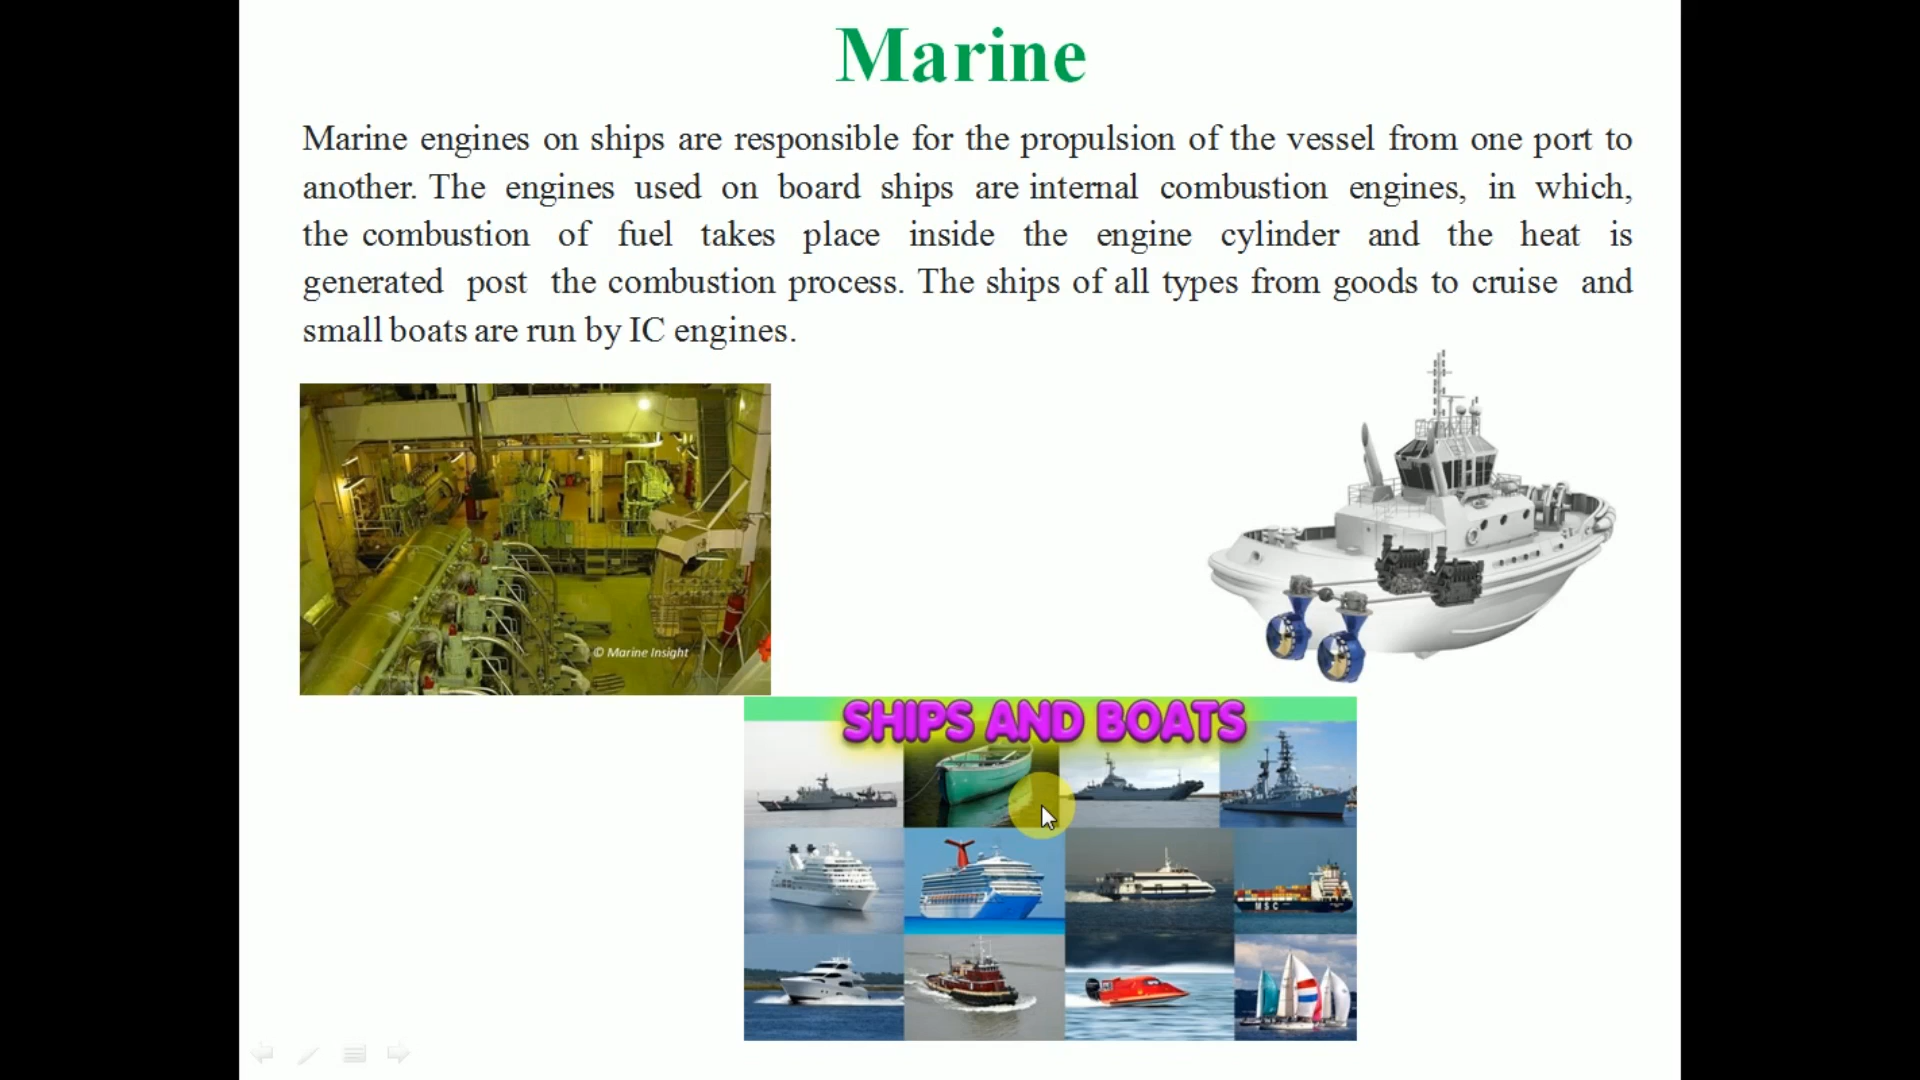 Marine
Marine engines on ships are responsible for the propulsion of the vessel from one port to
another. The engines used on board ships are internal combustion engines, in which,
the combustion of fuel takes place inside the engine cylinder and the heat is
generated post the combustion process. The ships of all types from goods to cruise and
small boats are run by IC engines.
© Marine Insight
SHIPS AND BOATS
MSC